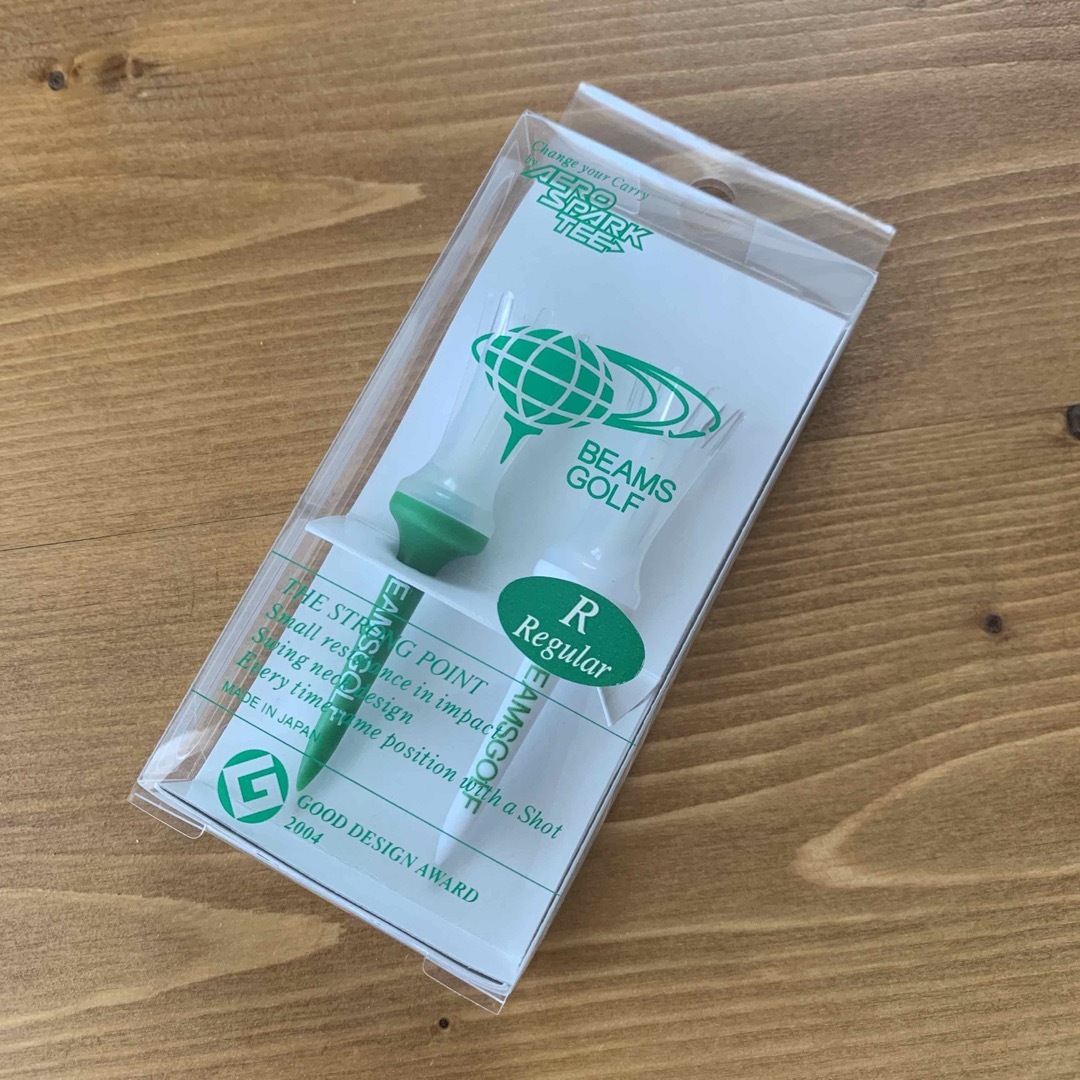 Change your Carry
by
AERO
SPARK
TEE
BEAMS
GOLF
R
Regular
EAMSGOLF
EAMSGOLF
THE STRONG POINT
Small resistance in impact
Swing neck design
Every time same position with a Shot
MADE IN JAPAN
GOOD DESIGN AWARD
2004